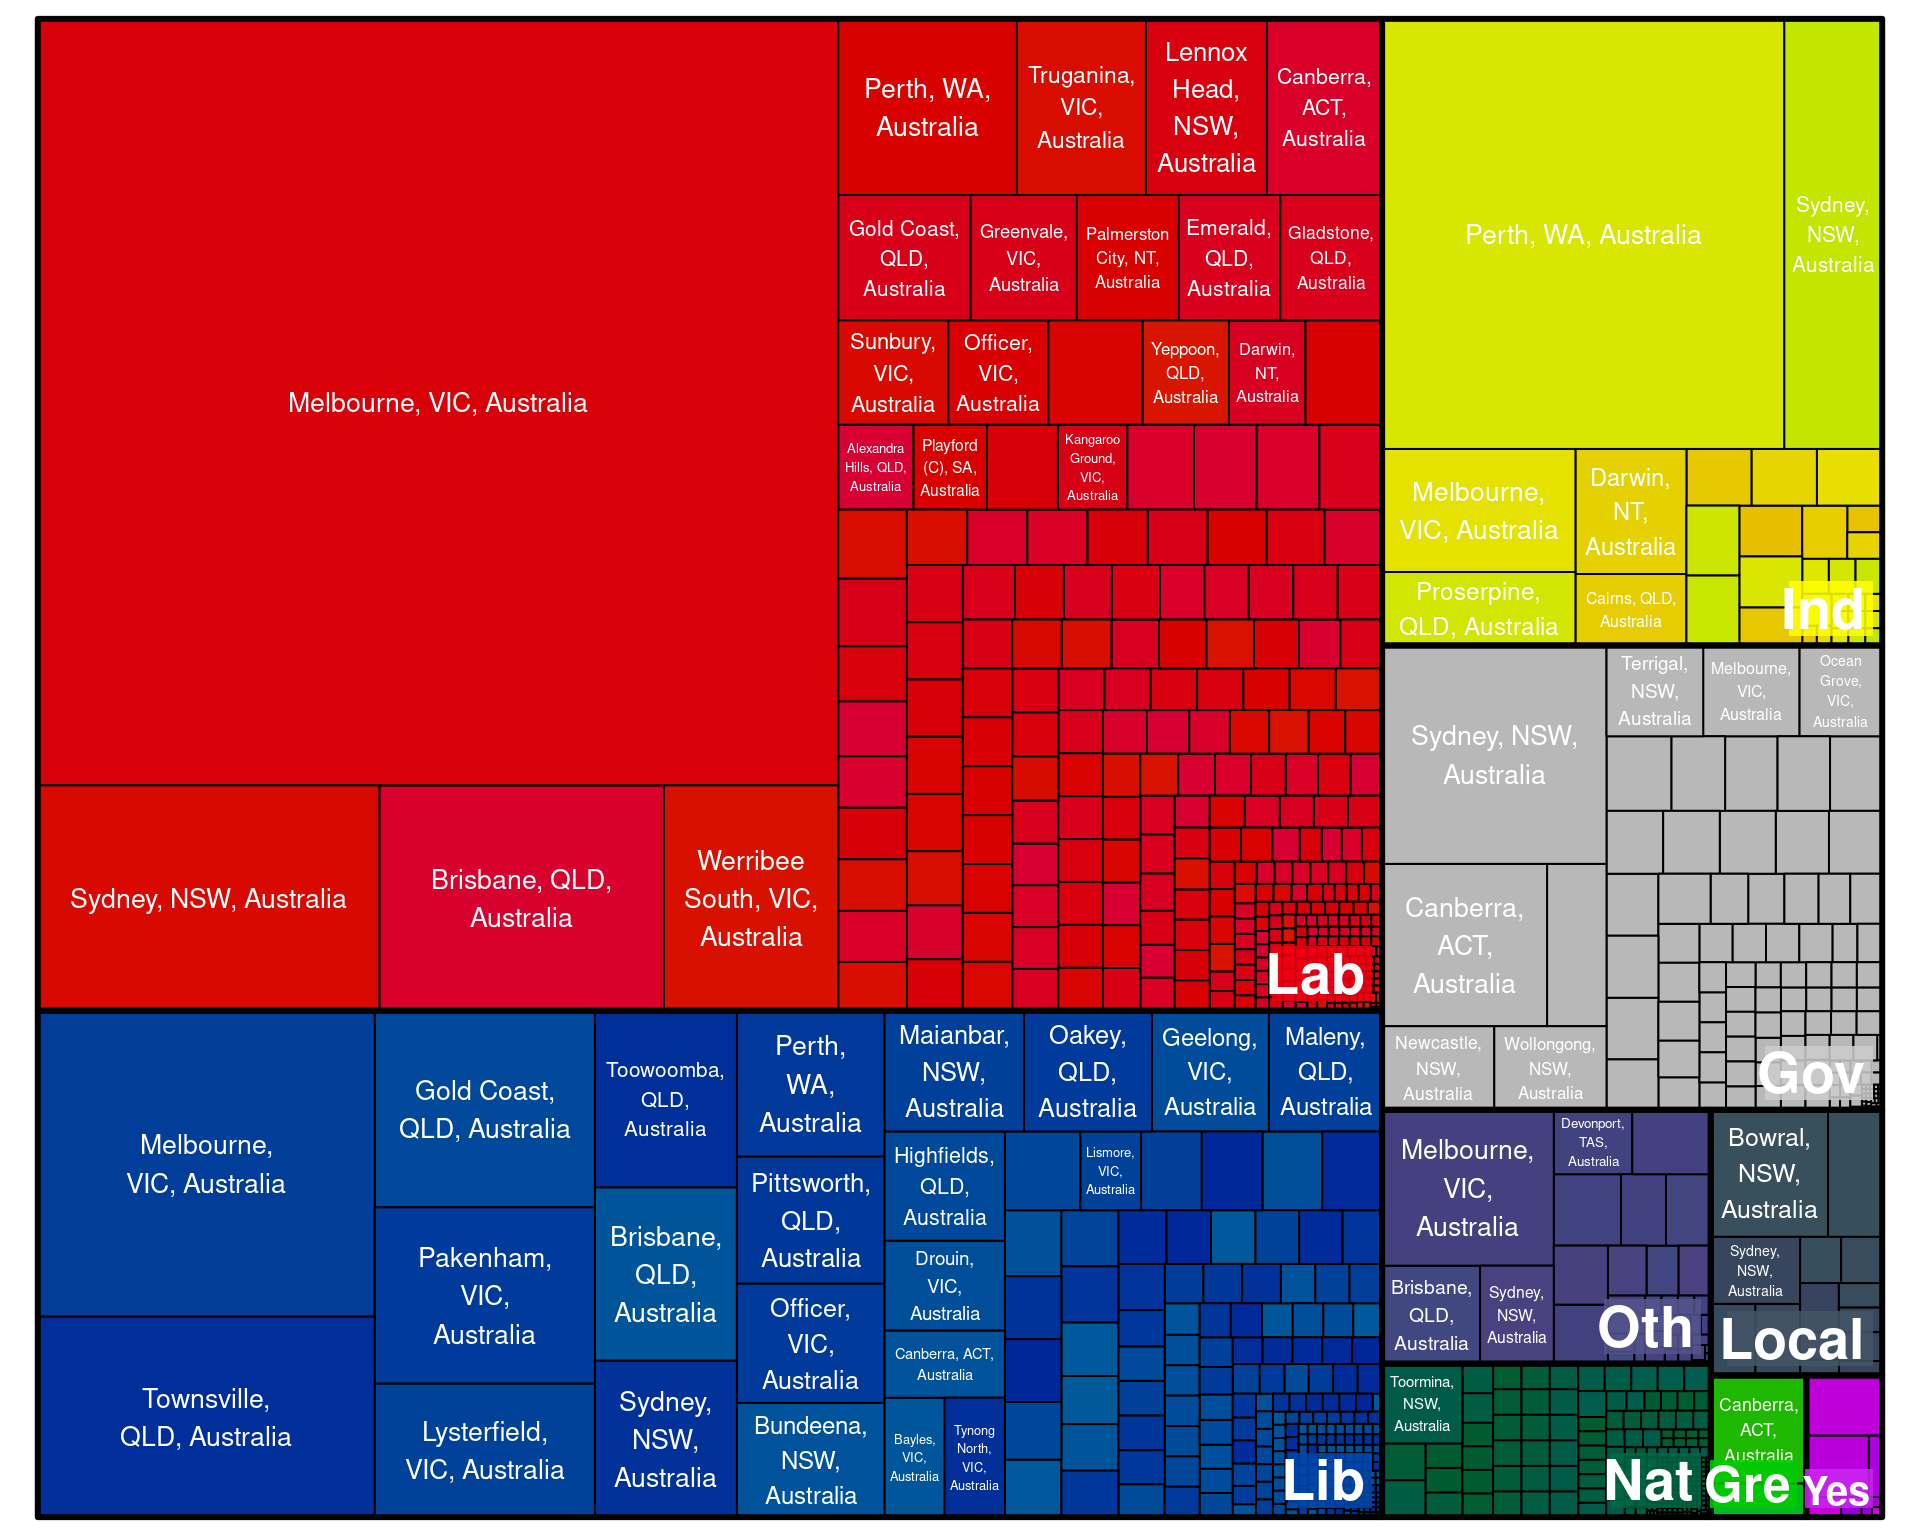 Melbourne, VIC, Australia
Sydney, NSW, Australia
Brisbane, QLD,
Australia
Werribee
South, VIC,
Australia
Perth, WA,
Australia
Truganina,
VIC,
Australia
Lennox
Head,
NSW,
Australia
Canberra,
ACT,
Australia
Gold Coast,
QLD,
Australia
Greenvale,
VIC,
Australia
Palmerston
City, NT,
Australia
Emerald,
QLD,
Australia
Gladstone,
QLD,
Australia
Sunbury,
VIC,
Australia
Officer,
VIC,
Australia
Yeppoon,
QLD,
Australia
Darwin,
NT,
Australia
Alexandra
Hills, QLD,
Australia
Playford
(C), SA,
Australia
Kangaroo
Ground,
VIC,
Australia
Lab
Perth, WA, Australia
Sydney,
NSW,
Australia
Melbourne,
VIC, Australia
Darwin,
NT,
Australia
Proserpine,
QLD, Australia
Cairns, QLD,
Australia
Ind
Sydney, NSW,
Australia
Terrigal,
NSW,
Australia
Melbourne,
VIC,
Australia
Ocean
Grove,
VIC,
Australia
Canberra,
ACT,
Australia
Newcastle,
NSW,
Australia
Wollongong,
NSW,
Australia
Gov
Melbourne,
VIC, Australia
Townsville,
QLD, Australia
Gold Coast,
QLD, Australia
Pakenham,
VIC,
Australia
Lysterfield,
VIC, Australia
Toowoomba,
QLD,
Australia
Brisbane,
QLD,
Australia
Sydney,
NSW,
Australia
Perth,
WA,
Australia
Pittsworth,
QLD,
Australia
Officer,
VIC,
Australia
Bundeena,
NSW,
Australia
Maianbar,
NSW,
Australia
Oakey,
QLD,
Australia
Geelong,
VIC,
Australia
Maleny,
QLD,
Australia
Highfields,
QLD,
Australia
Lismore,
VIC,
Australia
Drouin,
VIC,
Australia
Canberra, ACT,
Australia
Bayles,
VIC,
Australia
Tynong
North,
VIC,
Australia
Lib
Melbourne,
VIC,
Australia
Devonport,
TAS,
Australia
Brisbane,
QLD,
Australia
Sydney,
NSW,
Australia
Oth
Bowral,
NSW,
Australia
Sydney,
NSW,
Australia
Local
Toormina,
NSW,
Australia
Nat
Canberra,
ACT,
Australia
Gre
Yes